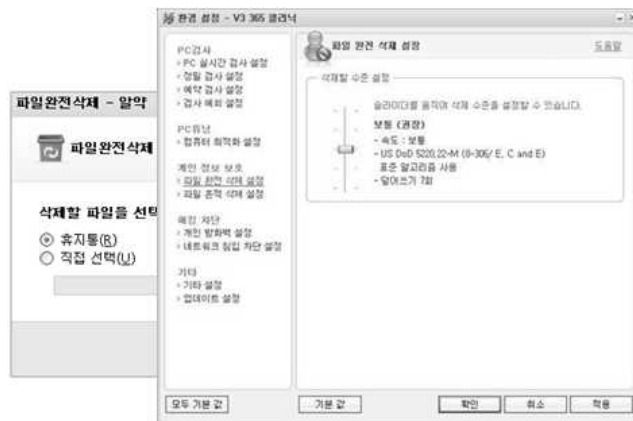 파일완전삭제 - 알약
파일완전삭제
삭제할 파일을 선택
휴지통(R)
직접 선택(U)
환경 설정 - V3 365 클리닉
PC검사
› PC 실시간 검사 설정
› 정밀 검사 설정
› 예약 검사 설정
› 검사 예외 설정
PC튜닝
› 컴퓨터 최적화 설정
개인 정보 보호
› 파일 완전 삭제 설정
› 파일 흔적 삭제 설정
해킹 차단
› 개인 방화벽 설정
› 네트워크 침입 차단 설정
기타
› 기타 설정
› 업데이트 설정
파일 완전 삭제 설정
도움말
삭제할 수준 설정
슬라이더를 움직여 삭제 수준을 설정할 수 있습니다.
보통 (권장)
- 속도 : 보통
- US DoD 5220,22-M (8-306/ E, C and E)
표준 알고리즘 사용
- 덮어쓰기 7회
모두 기본 값
기본 값
확인
취소
적용